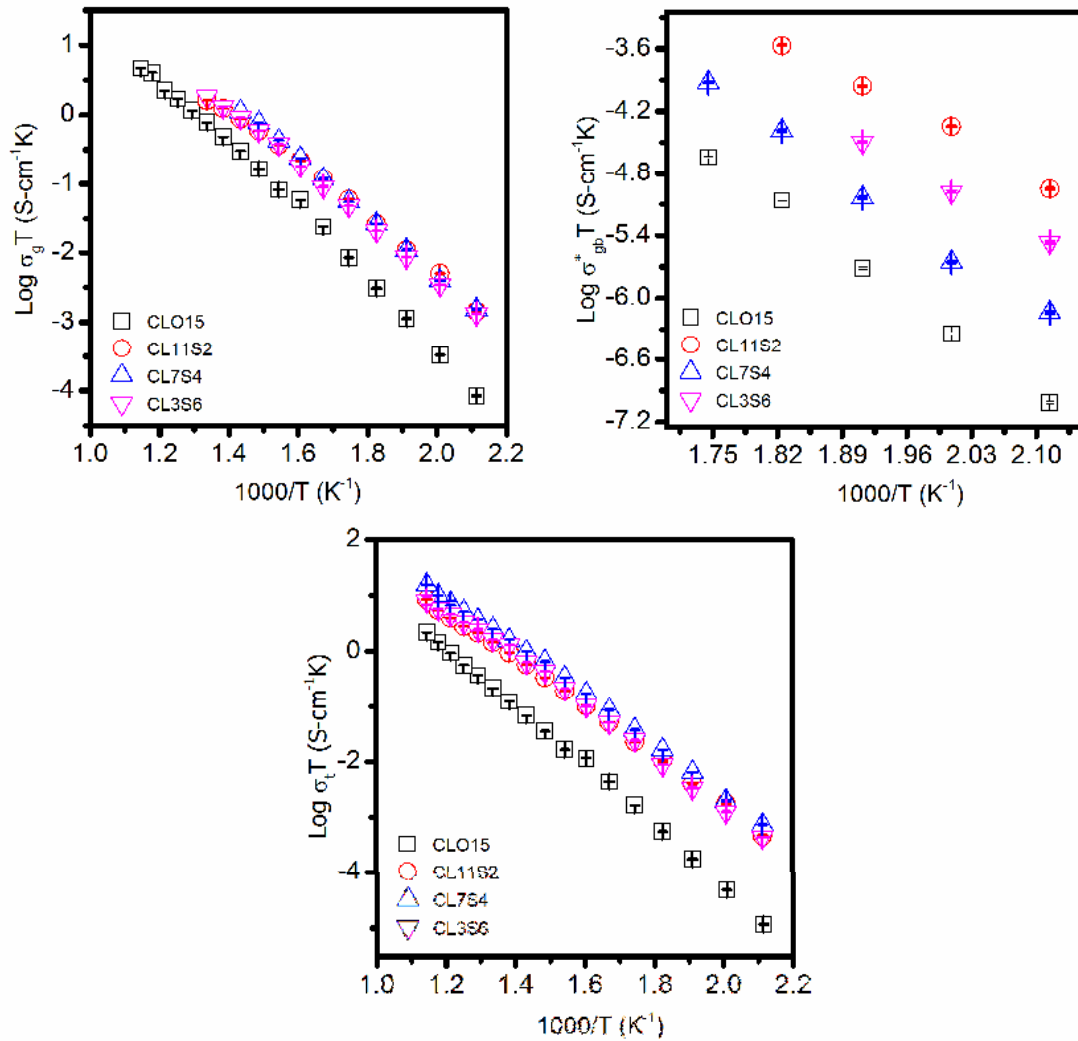 1
0
-1
-2
-3
-4
Log σgT (S-cm⁻¹K)
CLO15
CL11S2
CL7S4
CL3S6
1.0 1.2 1.4 1.6 1.8 2.0 2.2
1000/T (K⁻¹)
-3.6
-4.2
-4.8
-5.4
-6.0
-6.6
-7.2
Log σ*gbT (S-cm⁻¹K)
CLO15
CL11S2
CL7S4
CL3S6
1.75 1.82 1.89 1.96 2.03 2.10
1000/T (K⁻¹)
2
0
-2
-4
Log σtT (S-cm⁻¹K)
CLO15
CL11S2
CL7S4
CL3S6
1.0 1.2 1.4 1.6 1.8 2.0 2.2
1000/T (K⁻¹)